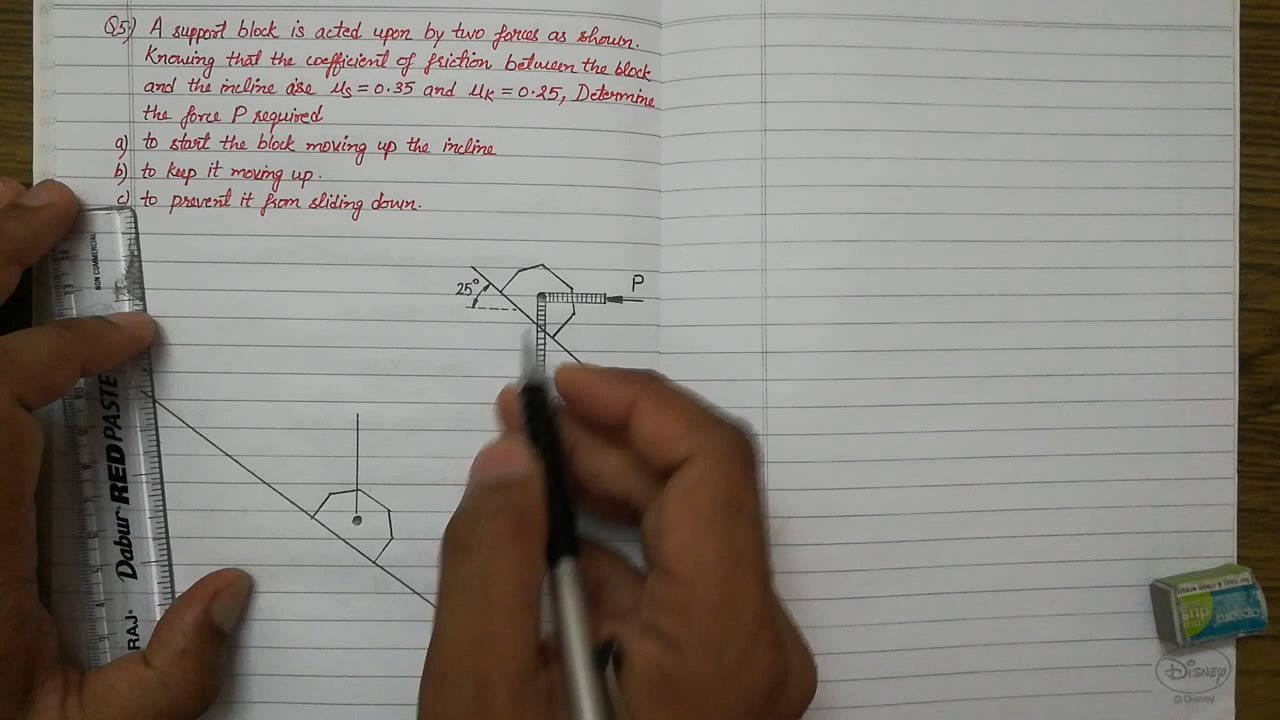 Q5) A support block is acted upon by two forces as shown.
Knowing that the coefficient of friction between the block
and the incline are μs = 0.35 and μK = 0.25, Determine
the force P required
a) to start the block moving up the incline
b) to keep it moving up.
c) to prevent it from sliding down.
25°
P
NON COMMERCIAL
Dabur RED PASTE
RAJ
DISNEY
© Disney